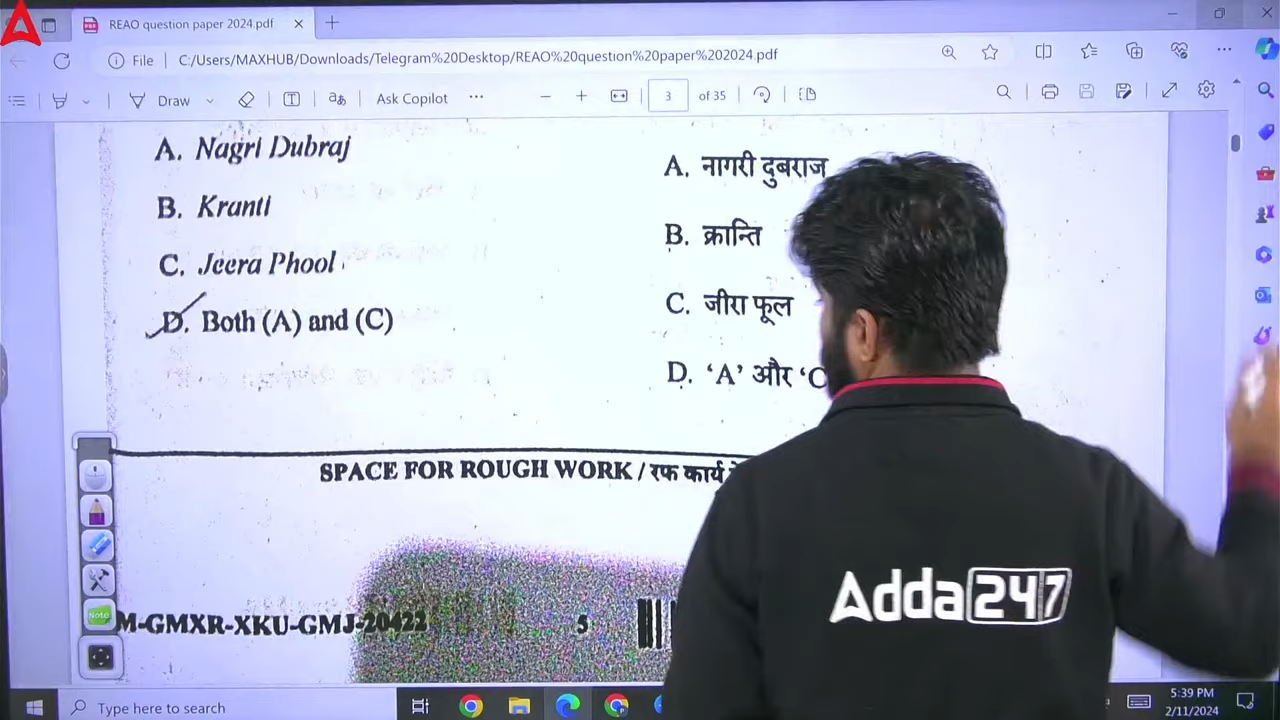 REAO question paper 2024.pdf
File
C:/Users/MAXHUB/Downloads/Telegram%20Desktop/REAO%20question%20paper%202024.pdf
Draw
Ask Copilot
3 of 35
A. Nagri Dubraj
B. Kranti
C. Jeera Phool
D. Both (A) and (C)
A. नागरी दुबराज
B. क्रान्ति
C. जीरा फूल
D. ‘A’ और ‘C
SPACE FOR ROUGH WORK / रफ कार्य
Note
M-GMXR-XKU-GMJ-20422
5
Adda247
Type here to search
5:39 PM
2/11/2024